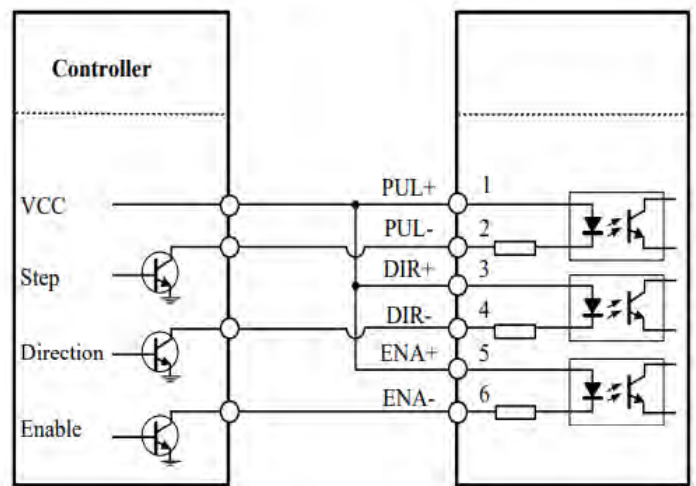 Controller
VCC
Step
Direction
Enable
PUL+ 1
PUL- 2
DIR+ 3
DIR- 4
ENA+ 5
ENA- 6